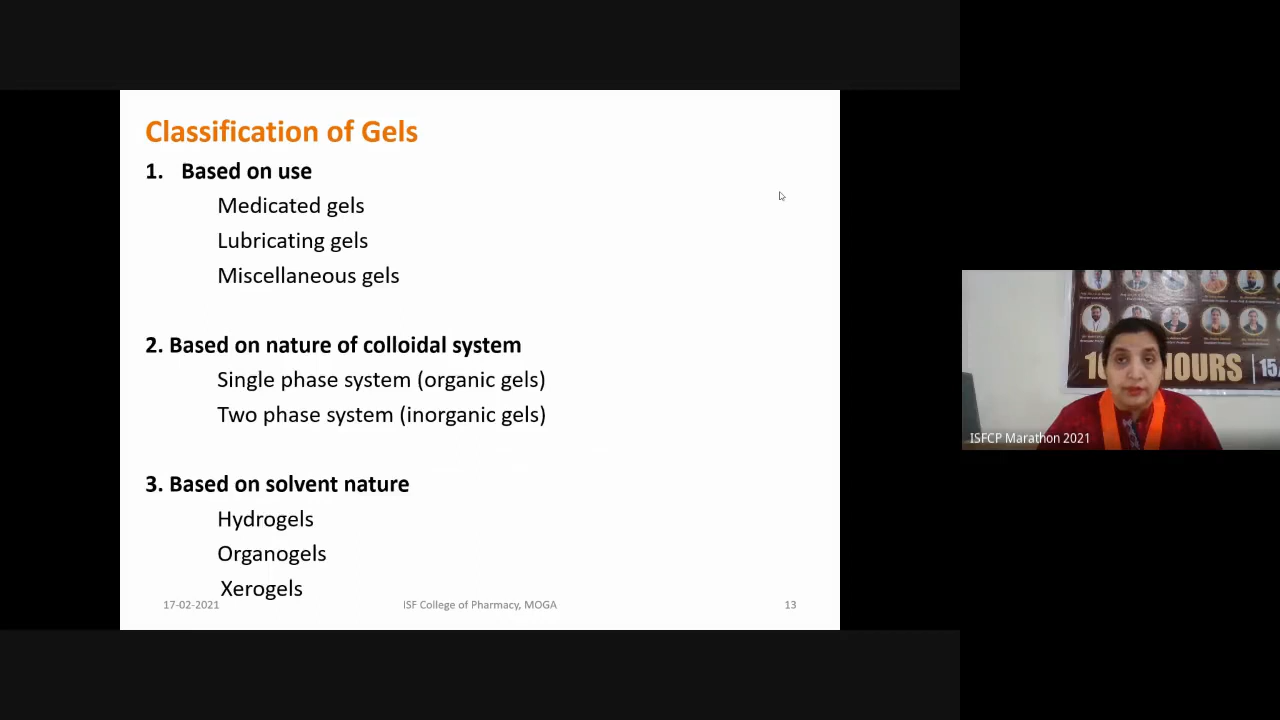 Classification of Gels
1. Based on use
Medicated gels
Lubricating gels
Miscellaneous gels
2. Based on nature of colloidal system
Single phase system (organic gels)
Two phase system (inorganic gels)
3. Based on solvent nature
Hydrogels
Organogels
Xerogels
17-02-2021
ISF College of Pharmacy, MOGA
13
HOURS
15
ISFCP Marathon 2021